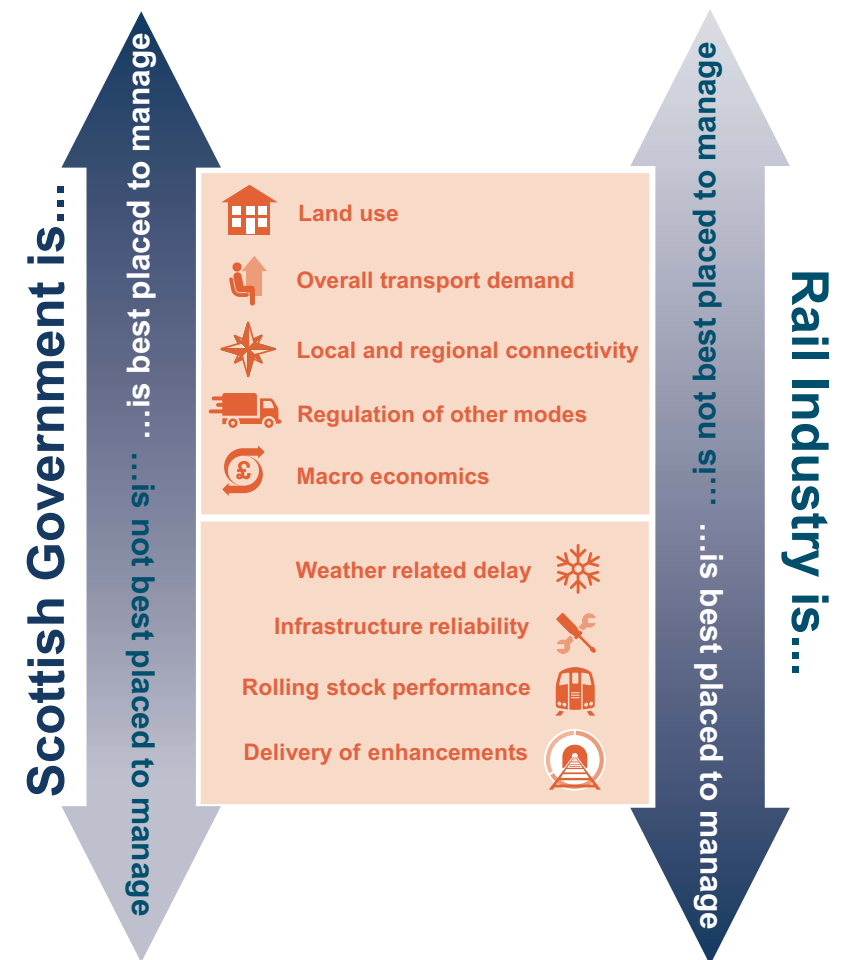 Scottish Government is...
...is best placed to manage
...is not best placed to manage
Land use
Overall transport demand
Local and regional connectivity
Regulation of other modes
£
Macro economics
Weather related delay
Infrastructure reliability
Rolling stock performance
Delivery of enhancements
...is not best placed to manage
...is best placed to manage
Rail Industry is...